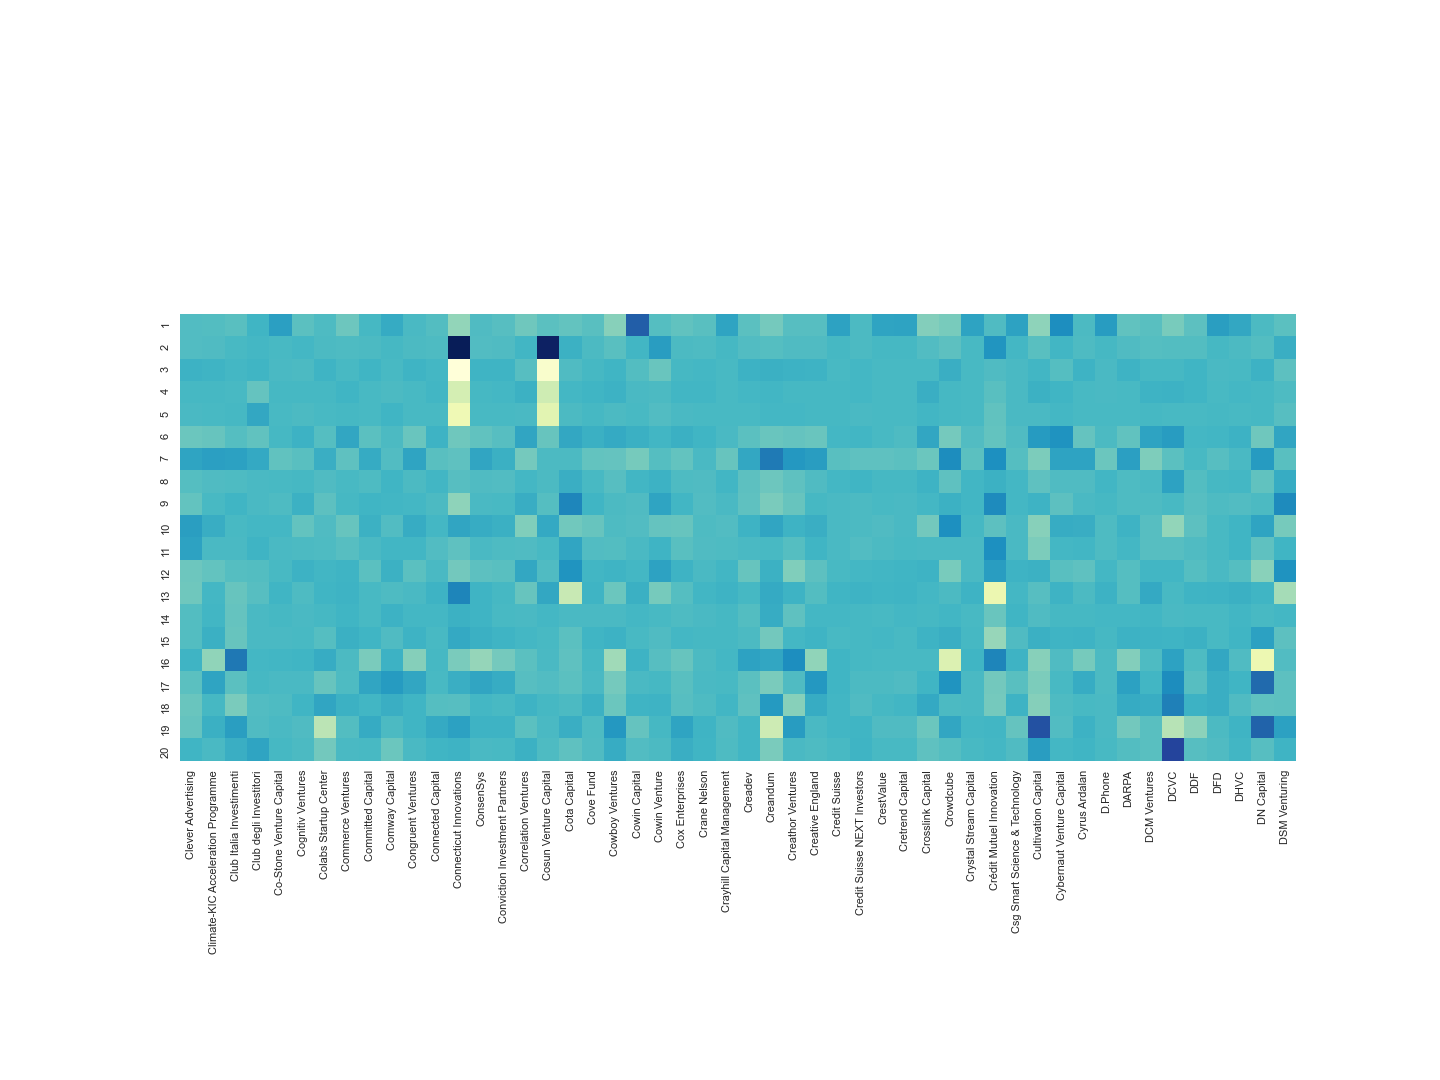 1
2
3
4
5
6
7
8
9
10
11
12
13
14
15
16
17
18
19
20
Clever Advertising
Climate-KIC Acceleration Programme
Club Italia Investimenti
Club degli Investitori
Co-Stone Venture Capital
Cognitiv Ventures
Colabs Startup Center
Commerce Ventures
Committed Capital
Comway Capital
Congruent Ventures
Connected Capital
Connecticut Innovations
ConsenSys
Conviction Investment Partners
Correlation Ventures
Cosun Venture Capital
Cota Capital
Cove Fund
Cowboy Ventures
Cowin Capital
Cowin Venture
Cox Enterprises
Crane Nelson
Crayhill Capital Management
Creadev
Creandum
Creathor Ventures
Creative England
Credit Suisse
Credit Suisse NEXT Investors
CrestValue
Cretrend Capital
Crosslink Capital
Crowdcube
Crystal Stream Capital
Crédit Mutuel Innovation
Csg Smart Science & Technology
Cultivation Capital
Cybernaut Venture Capital
Cyrus Ardalan
D.Phone
DARPA
DCM Ventures
DCVC
DDF
DFD
DHVC
DN Capital
DSM Venturing